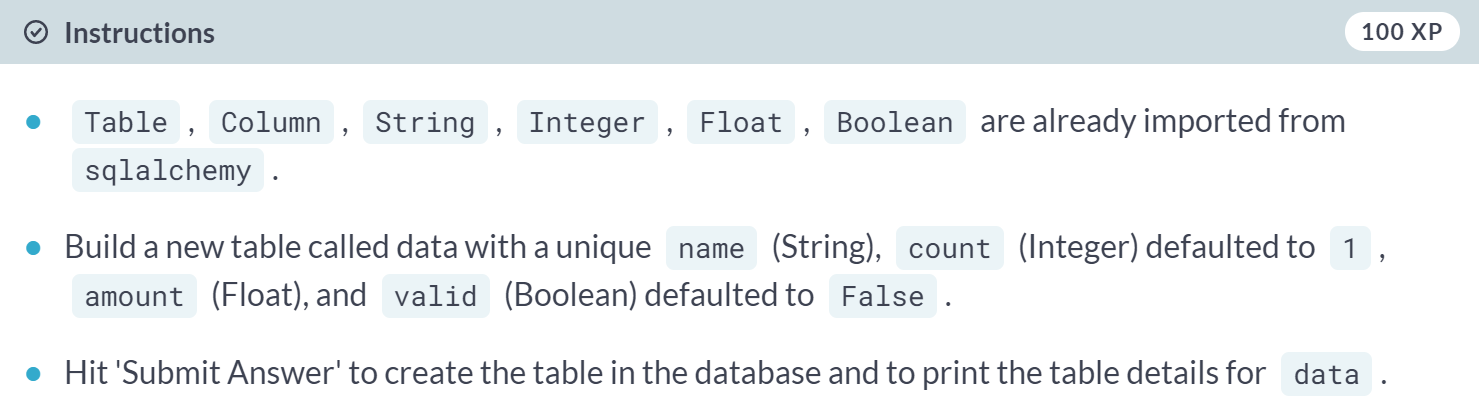 Instructions 100 XP
Table , Column , String , Integer , Float , Boolean are already imported from
sqlalchemy .
Build a new table called data with a unique name (String), count (Integer) defaulted to 1 ,
amount (Float), and valid (Boolean) defaulted to False .
Hit 'Submit Answer' to create the table in the database and to print the table details for data .